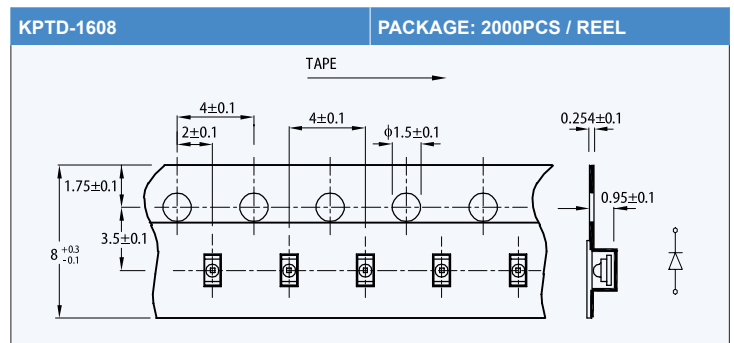 KPTD-1608
PACKAGE: 2000PCS / REEL
TAPE
4±0.1
4±0.1
0.254±0.1
2±0.1
ϕ1.5±0.1
1.75±0.1
0.95±0.1
3.5±0.1
8 +0.3 -0.1